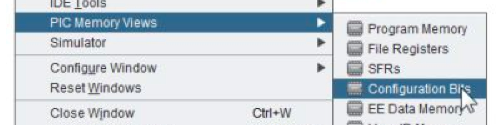 IDE Tools
PIC Memory Views
Simulator
Configure Window
Reset Windows
Close Window Ctrl+W
Program Memory
File Registers
SFRs
Configuration Bits
EE Data Memory